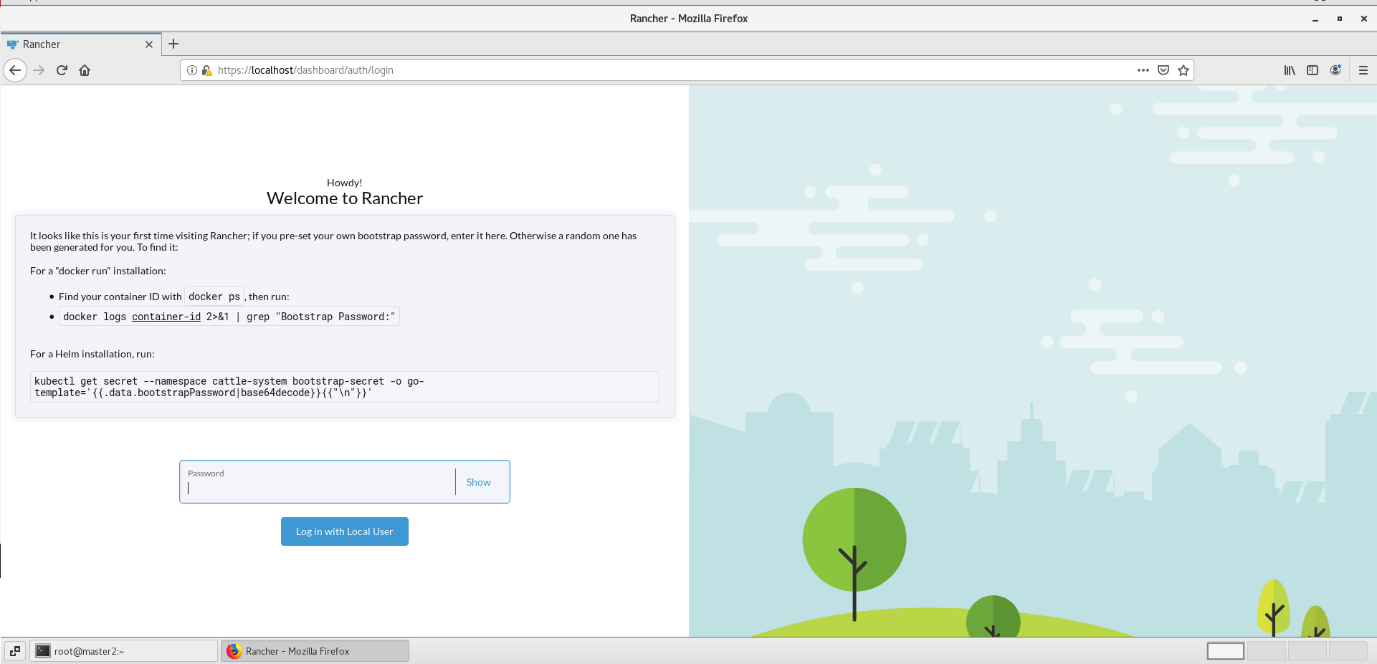 Rancher - Mozilla Firefox
Rancher
https://localhost/dashboard/auth/login
Howdy!
Welcome to Rancher
It looks like this is your first time visiting Rancher; if you pre-set your own bootstrap password, enter it here. Otherwise a random one has
been generated for you. To find it:
For a "docker run" installation:
• Find your container ID with docker ps, then run:
• docker logs container-id 2>&1 | grep "Bootstrap Password:"
For a Helm installation, run:
kubectl get secret --namespace cattle-system bootstrap-secret -o go-
template='{{.data.bootstrapPassword|base64decode}}{{"\n"}}'
Password
Show
Log in with Local User
root@master2:~
Rancher - Mozilla Firefox